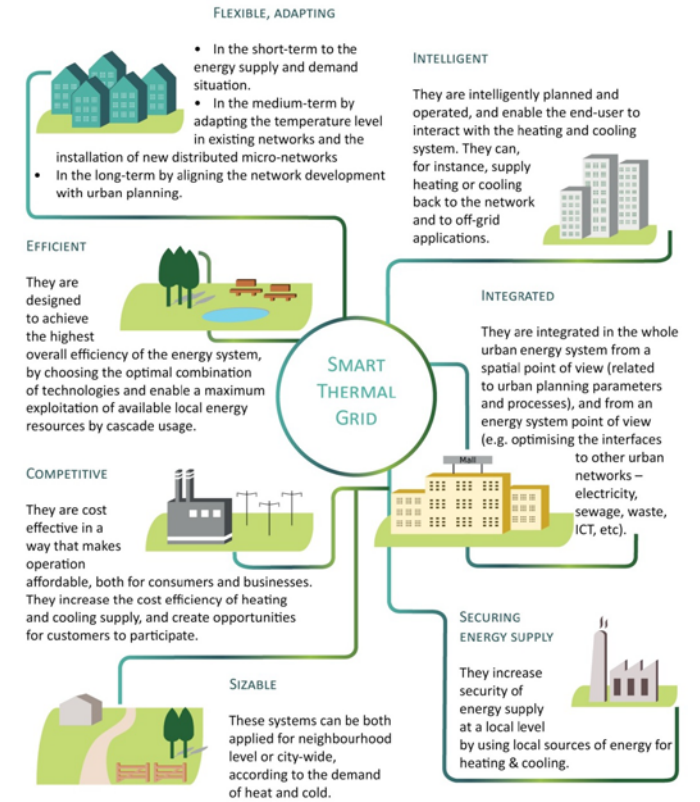 FLEXIBLE, ADAPTING
• In the short-term to the
energy supply and demand
situation.
• In the medium-term by
adapting the temperature level
in existing networks and the
installation of new distributed micro-networks
• In the long-term by aligning the network development
with urban planning.
INTELLIGENT
They are intelligently planned and
operated, and enable the end-user to
interact with the heating and cooling
system. They can,
for instance, supply
heating or cooling
back to the network
and to off-grid
applications.
EFFICIENT
They are
designed
to achieve
the highest
overall efficiency of the energy system,
by choosing the optimal combination
of technologies and enable a maximum
exploitation of available local energy
resources by cascade usage.
INTEGRATED
They are integrated in the whole
urban energy system from a
spatial point of view (related
to urban planning parameters
and processes), and from an
energy system point of view
(e.g. optimising the interfaces
to other urban
networks –
electricity,
sewage, waste,
ICT, etc).
SMART
THERMAL
GRID
Mall
COMPETITIVE
They are cost
effective in a
way that makes
operation
affordable, both for consumers and businesses.
They increase the cost efficiency of heating
and cooling supply, and create opportunities
for customers to participate.
SECURING
ENERGY SUPPLY
They increase
security of
energy supply
at a local level
by using local sources of energy for
heating & cooling.
SIZABLE
These systems can be both
applied for neighbourhood
level or city-wide,
according to the demand
of heat and cold.